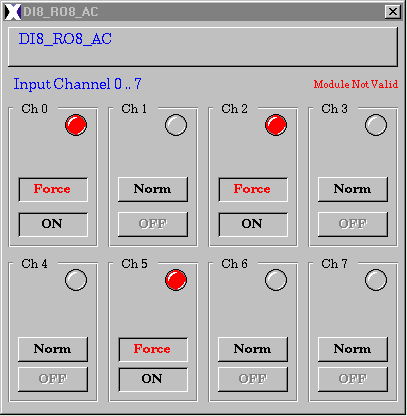 DI8_RO8_AC
DI8_RO8_AC
Input Channel 0 .. 7 Module Not Valid
Ch 0 Ch 1 Ch 2 Ch 3
Force Norm Force Norm
ON OFF ON OFF
Ch 4 Ch 5 Ch 6 Ch 7
Norm Force Norm Norm
OFF ON OFF OFF